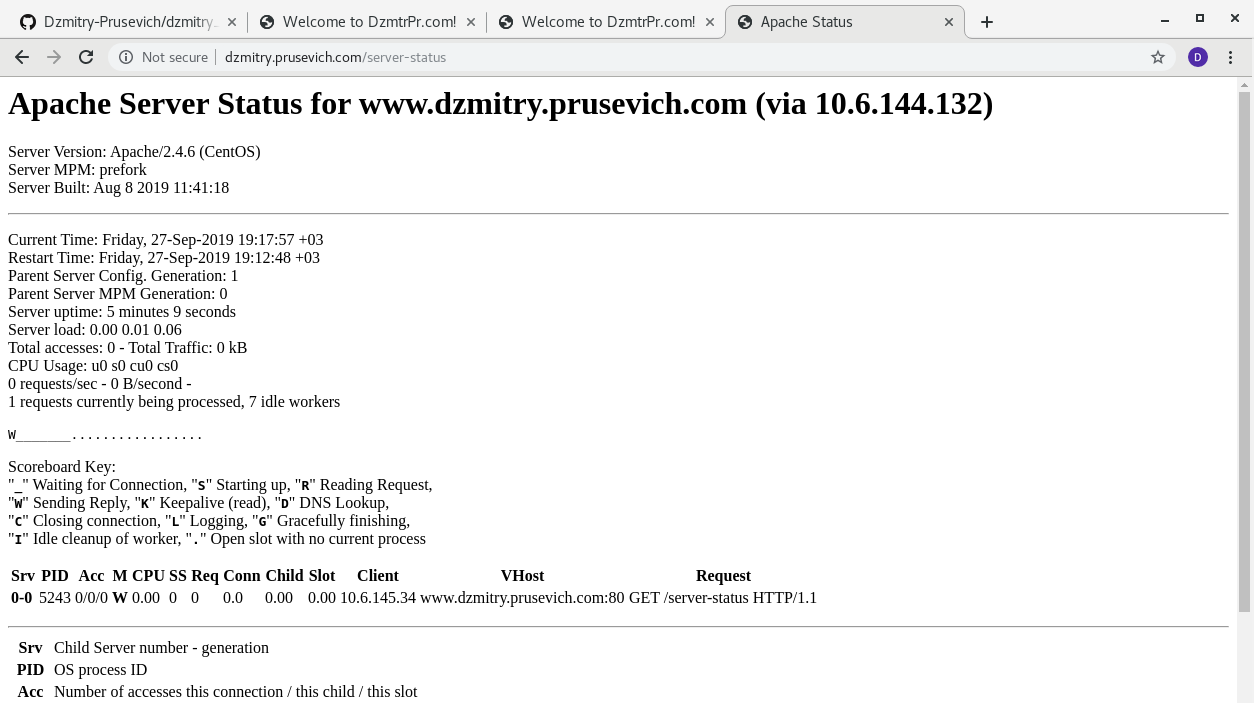 Dzmitry-Prusevich/dzmitry.
Welcome to DzmtrPr.com!
Welcome to DzmtrPr.com!
Apache Status
Not secure
dzmitry.prusevich.com/server-status
D
Apache Server Status for www.dzmitry.prusevich.com (via 10.6.144.132)
Server Version: Apache/2.4.6 (CentOS)
Server MPM: prefork
Server Built: Aug 8 2019 11:41:18
Current Time: Friday, 27-Sep-2019 19:17:57 +03
Restart Time: Friday, 27-Sep-2019 19:12:48 +03
Parent Server Config. Generation: 1
Parent Server MPM Generation: 0
Server uptime: 5 minutes 9 seconds
Server load: 0.00 0.01 0.06
Total accesses: 0 - Total Traffic: 0 kB
CPU Usage: u0 s0 cu0 cs0
0 requests/sec - 0 B/second -
1 requests currently being processed, 7 idle workers
W_______.................
Scoreboard Key:
"_" Waiting for Connection, "S" Starting up, "R" Reading Request,
"W" Sending Reply, "K" Keepalive (read), "D" DNS Lookup,
"C" Closing connection, "L" Logging, "G" Gracefully finishing,
"I" Idle cleanup of worker, "." Open slot with no current process
Srv PID Acc M CPU SS Req Conn Child Slot Client VHost Request
0-0 5243 0/0/0 W 0.00 0 0 0.0 0.00 0.00 10.6.145.34 www.dzmitry.prusevich.com:80 GET /server-status HTTP/1.1
Srv Child Server number - generation
PID OS process ID
Acc Number of accesses this connection / this child / this slot